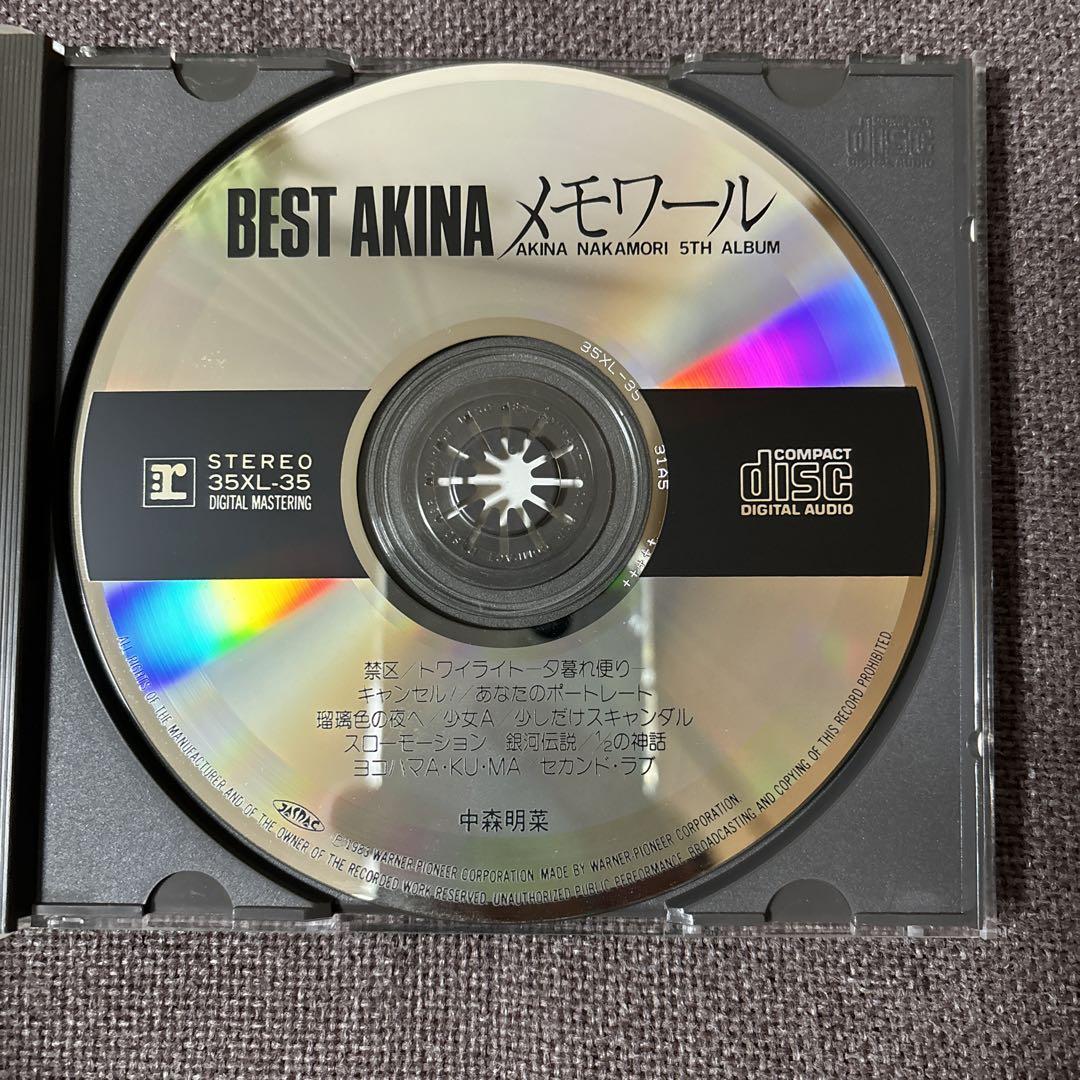 BEST AKINA メモワール
AKINA NAKAMORI 5TH ALBUM
35XL-35 31A5 +++++
r STEREO
35XL-35
DIGITAL MASTERING
COMPACT
disc
DIGITAL AUDIO
COMPACT
disc
DIGITAL AUDIO
禁区/トワイライト―夕暮れ便り―
キャンセル!/あなたのポートレート
瑠璃色の夜へ/少女A/少しだけスキャンダル
スローモーション 銀河伝説/½の神話
ヨコハマA・KU・MA セカンド・ラブ
中森明菜
JASRAC
℗1983 WARNER-PIONEER CORPORATION. MADE BY WARNER-PIONEER CORPORATION.
ALL RIGHTS OF THE MANUFACTURER AND OF THE OWNER OF THE RECORDED WORK RESERVED. UNAUTHORIZED PUBLIC PERFORMANCE, BROADCASTING AND COPYING OF THIS RECORD PROHIBITED